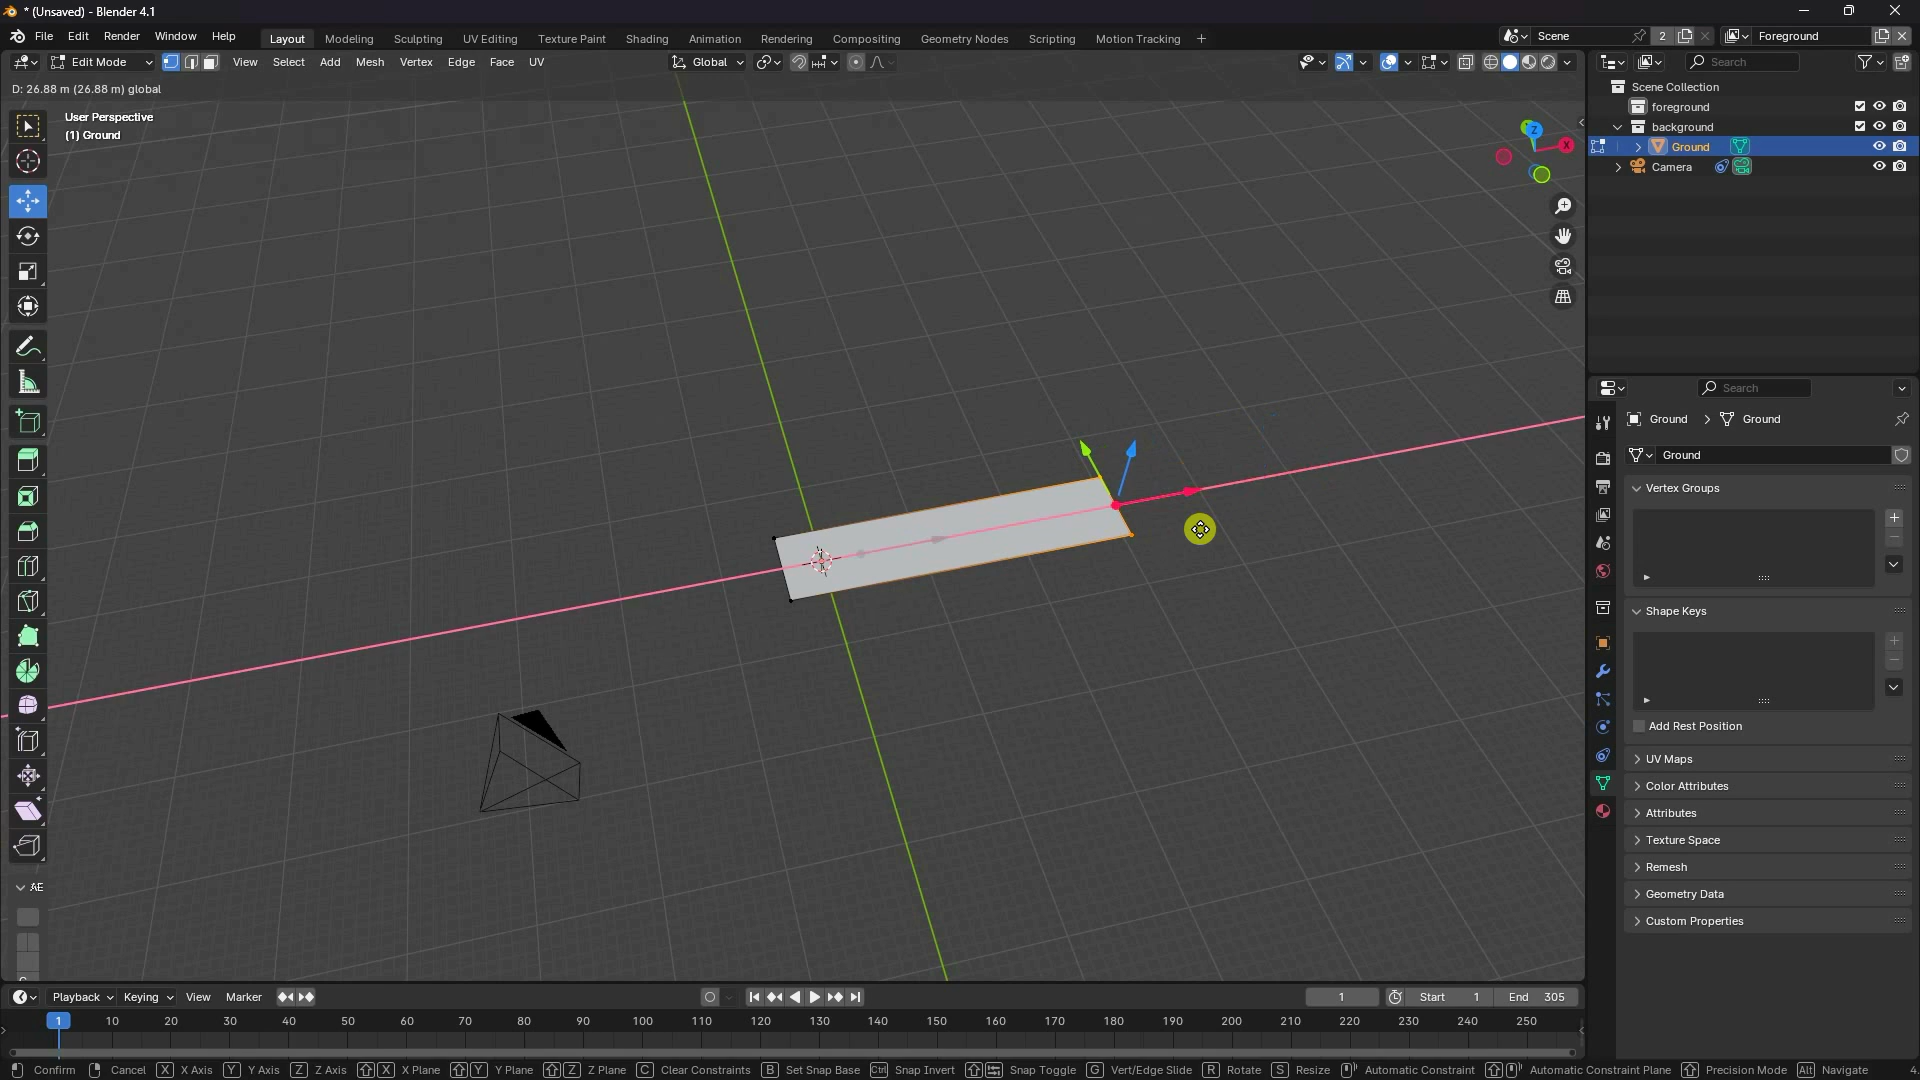 * (Unsaved) - Blender 4.1
File Edit Render Window Help Layout Modeling Sculpting UV Editing Texture Paint Shading Animation Rendering Compositing Geometry Nodes Scripting Motion Tracking + Scene 2 Foreground
Edit Mode View Select Add Mesh Vertex Edge Face UV Global Search
D: 26.88 m (26.88 m) global
Scene Collection
User Perspective
(1) Ground
foreground
background
Ground
Camera
Z
X
Search
Ground > Ground
Ground
Vertex Groups
Shape Keys
Add Rest Position
UV Maps
Color Attributes
Attributes
Texture Space
Remesh
Geometry Data
Custom Properties
AE
Playback Keying View Marker 1 Start 1 End 305
1 10 20 30 40 50 60 70 80 90 100 110 120 130 140 150 160 170 180 190 200 210 220 230 240 250
Confirm Cancel X X Axis Y Y Axis Z Z Axis X X Plane Y Y Plane Z Z Plane C Clear Constraints B Set Snap Base Ctrl Snap Invert Snap Toggle G Vert/Edge Slide R Rotate S Resize Automatic Constraint Automatic Constraint Plane Precision Mode Alt Navigate 4.